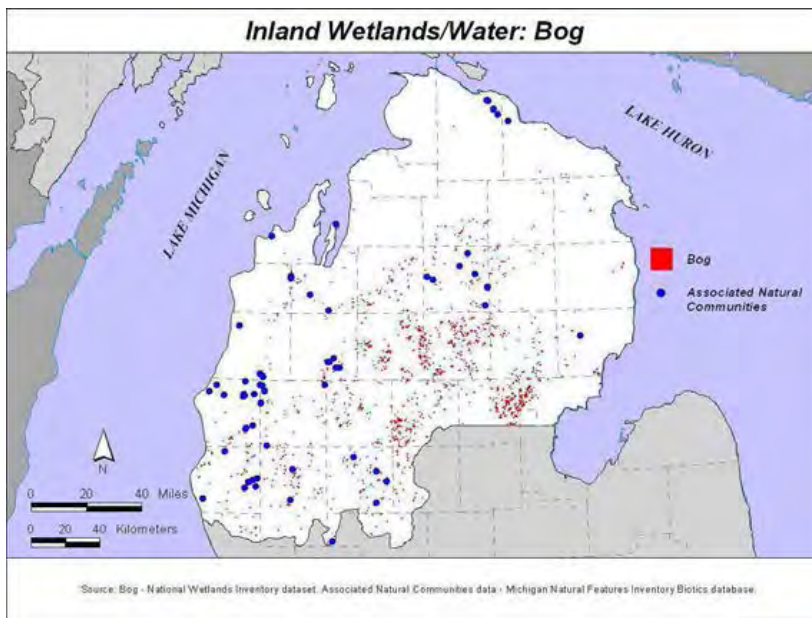 Inland Wetlands/Water: Bog
LAKE HURON
LAKE MICHIGAN
Bog
Associated Natural
Communities
N
0 20 40 Miles
0 20 40 Kilometers
Source: Bog - National Wetlands Inventory dataset. Associated Natural Communities data - Michigan Natural Features Inventory Biotics database.